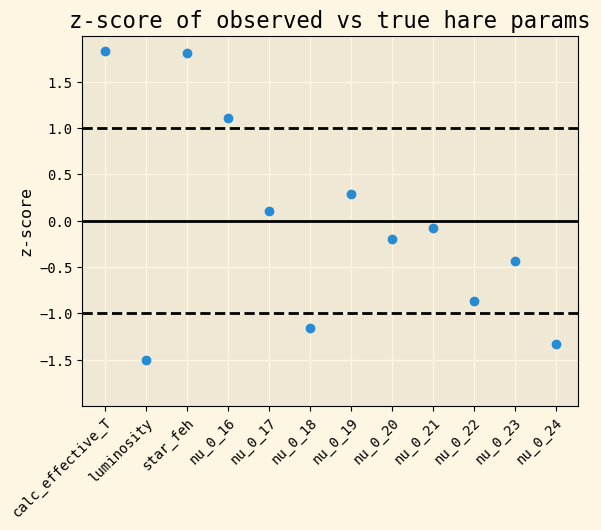 z-score of observed vs true hare params
z-score
1.5
1.0
0.5
0.0
−0.5
−1.0
−1.5
calc_effective_T
luminosity
star_feh
nu_0_16
nu_0_17
nu_0_18
nu_0_19
nu_0_20
nu_0_21
nu_0_22
nu_0_23
nu_0_24